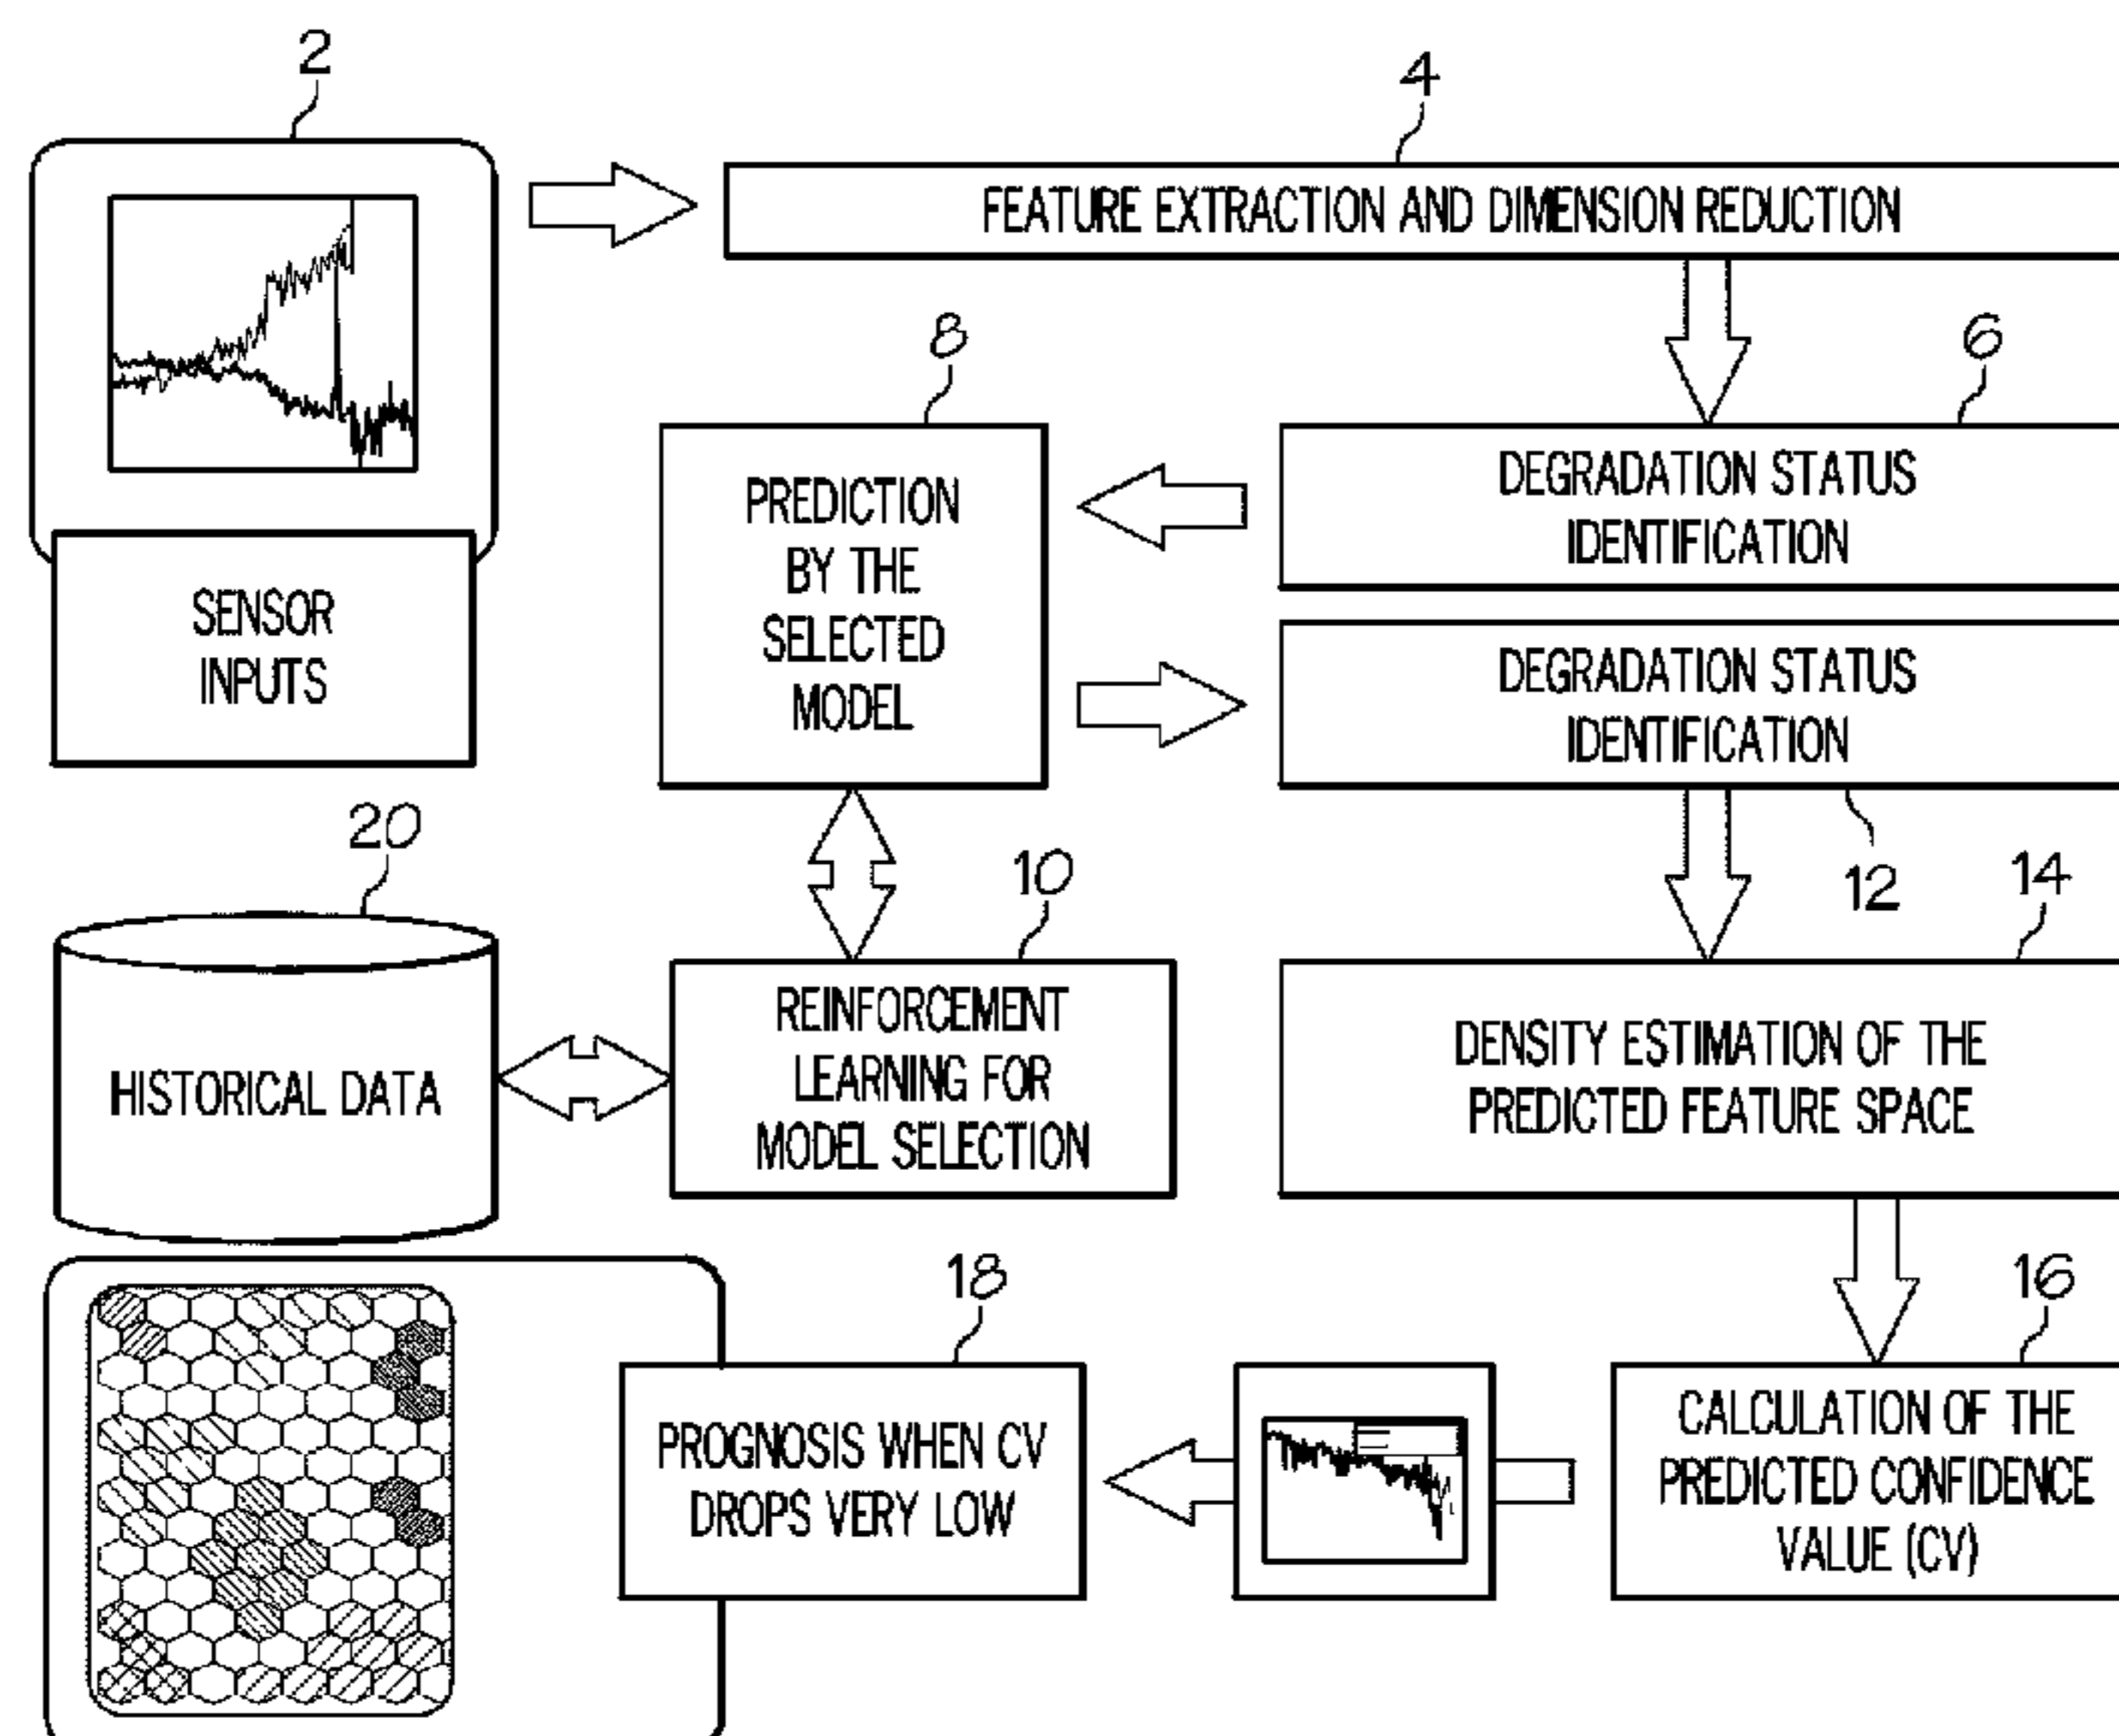 2
4
FEATURE EXTRACTION AND DIMENSION REDUCTION
8
6
PREDICTION
BY THE
SELECTED
MODEL
DEGRADATION STATUS
IDENTIFICATION
SENSOR
INPUTS
DEGRADATION STATUS
IDENTIFICATION
20
10
12
14
HISTORICAL DATA
REINFORCEMENT
LEARNING FOR
MODEL SELECTION
DENSITY ESTIMATION OF THE
PREDICTED FEATURE SPACE
18
16
PROGNOSIS WHEN CV
DROPS VERY LOW
CALCULATION OF THE
PREDICTED CONFIDENCE
VALUE (CV)